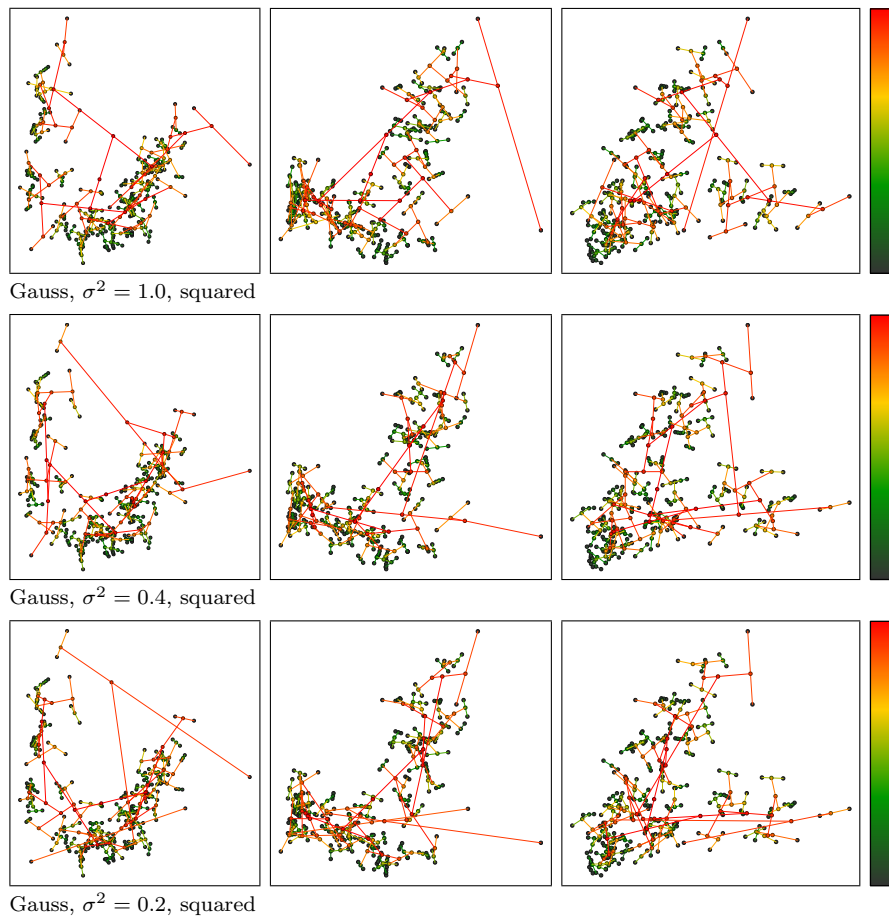 Gauss, σ² = 1.0, squared
Gauss, σ² = 0.4, squared
Gauss, σ² = 0.2, squared